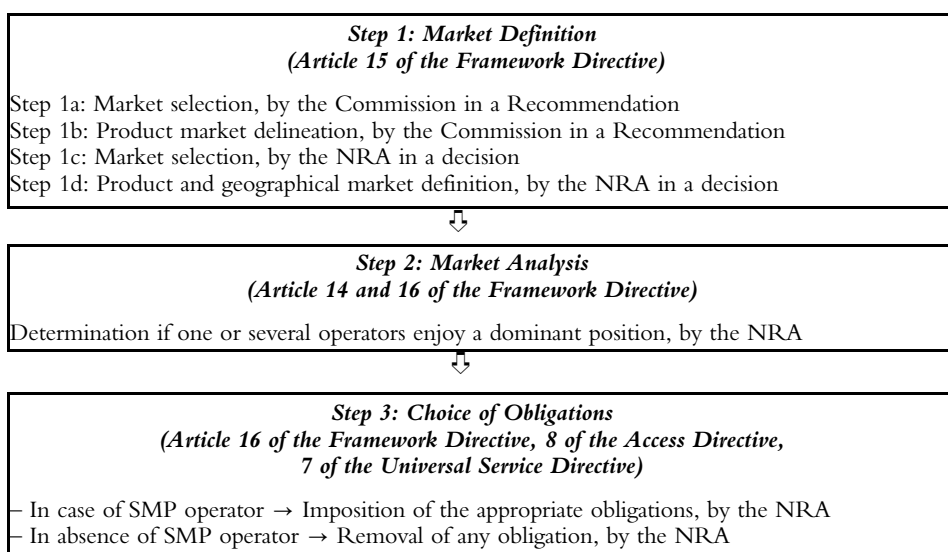 Step 1: Market Definition
(Article 15 of the Framework Directive)
Step 1a: Market selection, by the Commission in a Recommendation
Step 1b: Product market delineation, by the Commission in a Recommendation
Step 1c: Market selection, by the NRA in a decision
Step 1d: Product and geographical market definition, by the NRA in a decision
Step 2: Market Analysis
(Article 14 and 16 of the Framework Directive)
Determination if one or several operators enjoy a dominant position, by the NRA
Step 3: Choice of Obligations
(Article 16 of the Framework Directive, 8 of the Access Directive,
7 of the Universal Service Directive)
– In case of SMP operator → Imposition of the appropriate obligations, by the NRA
– In absence of SMP operator → Removal of any obligation, by the NRA